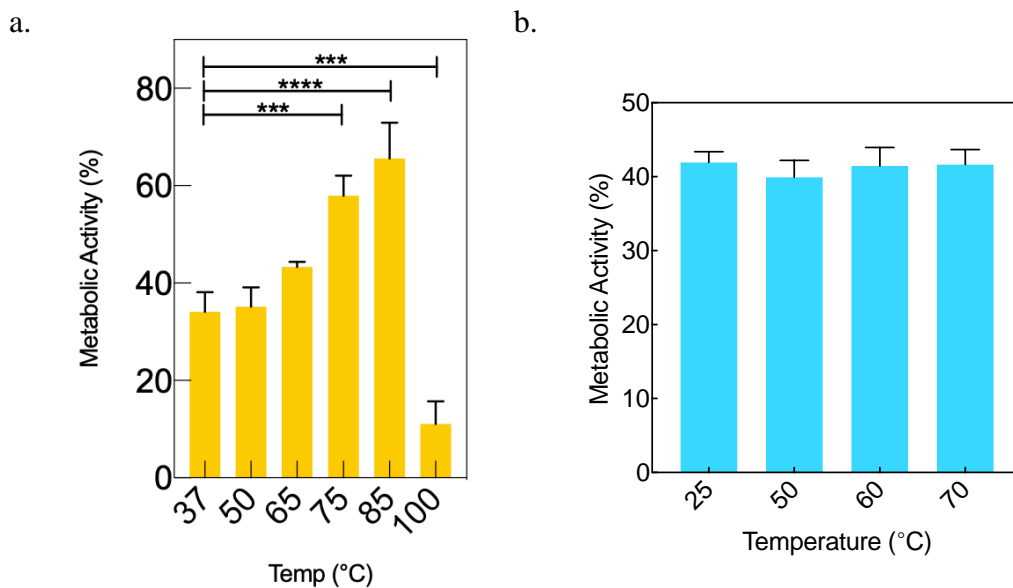 a.
Metabolic Activity (%)
80
60
40
20
0
***
****
***
37 50 65 75 85 100
Temp (°C)
b.
Metabolic Activity (%)
50
40
30
20
10
0
25 50 60 70
Temperature (°C)